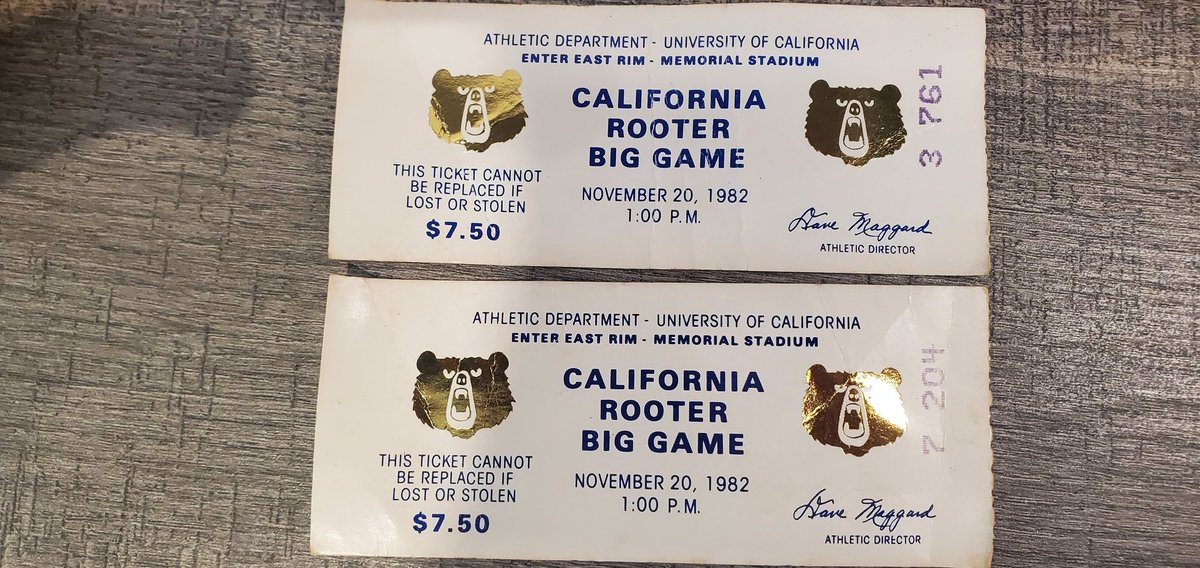 ATHLETIC DEPARTMENT - UNIVERSITY OF CALIFORNIA
ENTER EAST RIM - MEMORIAL STADIUM
CALIFORNIA
ROOTER
BIG GAME
THIS TICKET CANNOT
BE REPLACED IF
LOST OR STOLEN
$7.50
NOVEMBER 20, 1982
1:00 P.M.
3 761
Dave Maggard
ATHLETIC DIRECTOR
ATHLETIC DEPARTMENT - UNIVERSITY OF CALIFORNIA
ENTER EAST RIM - MEMORIAL STADIUM
CALIFORNIA
ROOTER
BIG GAME
THIS TICKET CANNOT
BE REPLACED IF
LOST OR STOLEN
$7.50
NOVEMBER 20, 1982
1:00 P.M.
7 204
Dave Maggard
ATHLETIC DIRECTOR